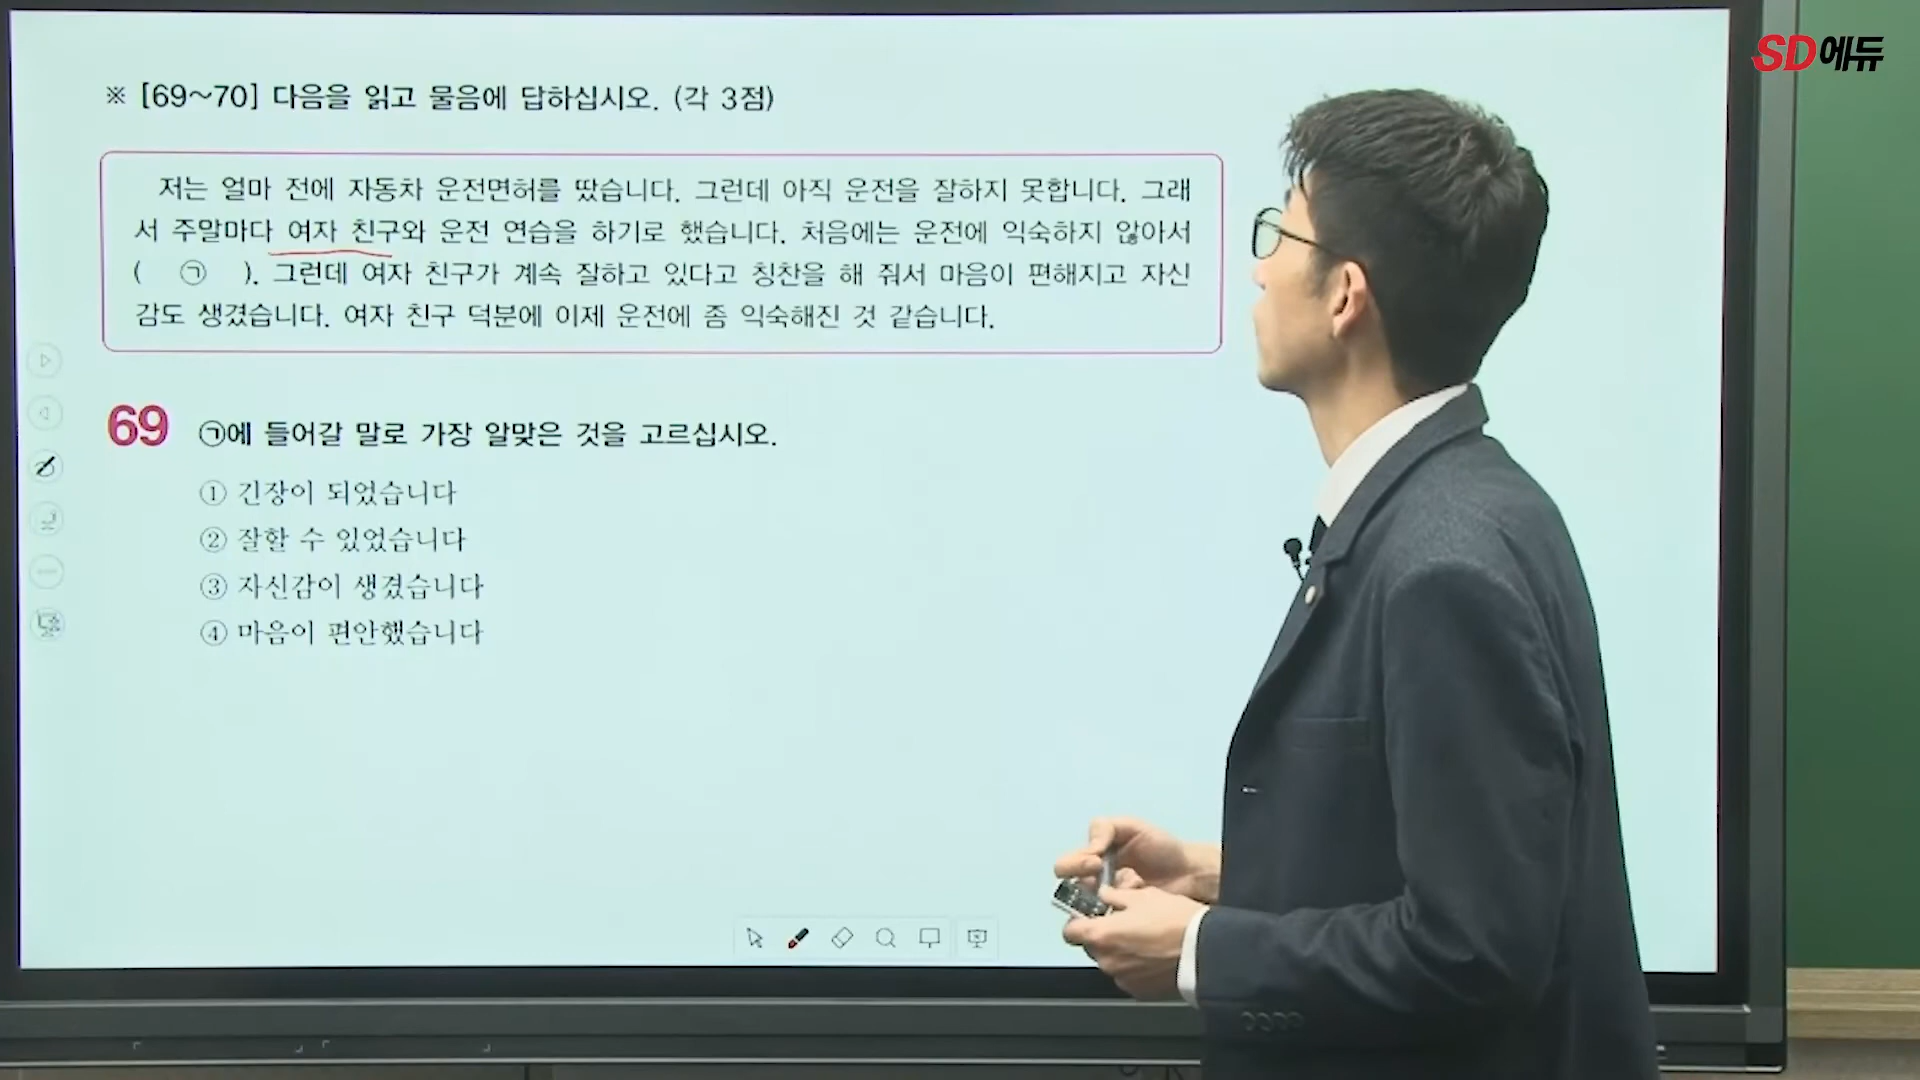 SD에듀
※ [69~70] 다음을 읽고 물음에 답하십시오. (각 3점)
저는 얼마 전에 자동차 운전면허를 땄습니다. 그런데 아직 운전을 잘하지 못합니다. 그래
서 주말마다 여자 친구와 운전 연습을 하기로 했습니다. 처음에는 운전에 익숙하지 않아서
( ㉠ ). 그런데 여자 친구가 계속 잘하고 있다고 칭찬을 해 줘서 마음이 편해지고 자신
감도 생겼습니다. 여자 친구 덕분에 이제 운전에 좀 익숙해진 것 같습니다.
69 ㉠에 들어갈 말로 가장 알맞은 것을 고르십시오.
① 긴장이 되었습니다
② 잘할 수 있었습니다
③ 자신감이 생겼습니다
④ 마음이 편안했습니다